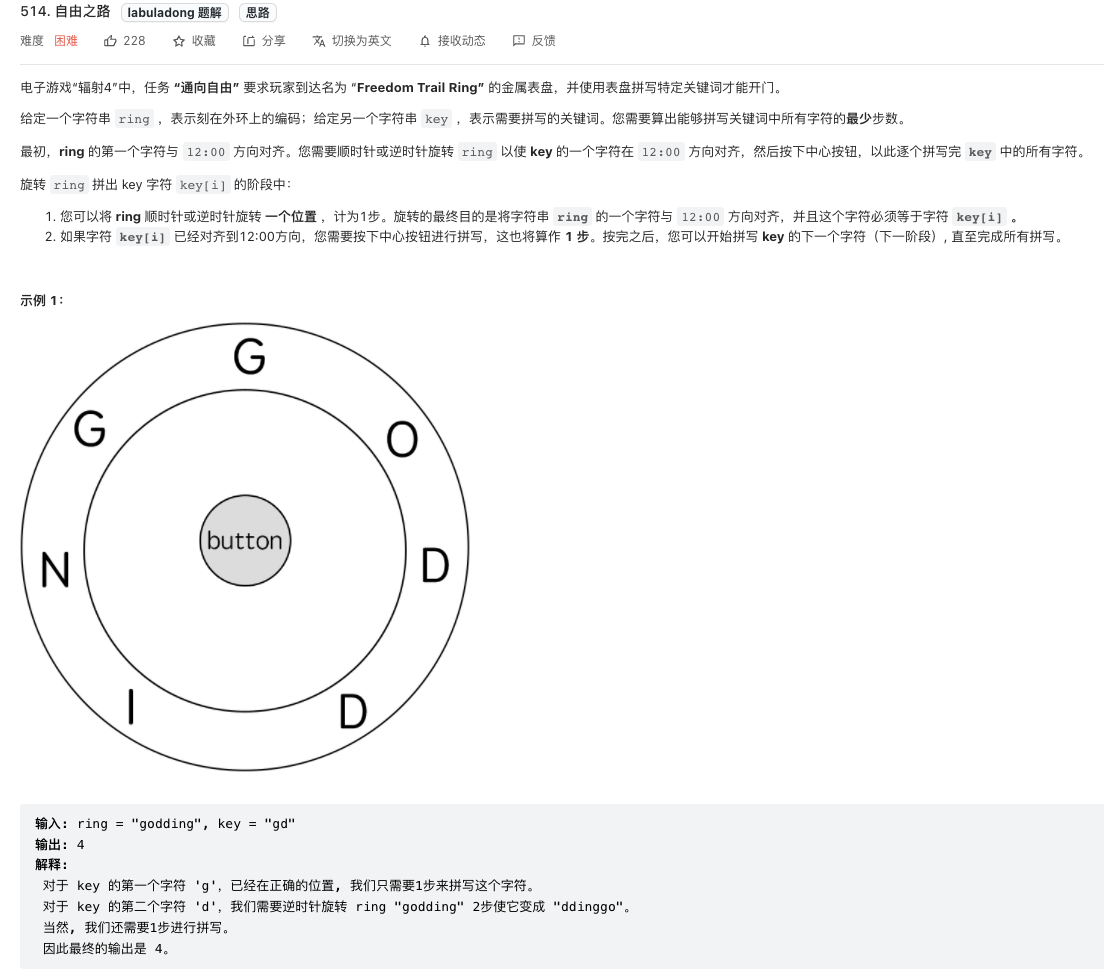 514. 自由之路 labuladong 题解 思路
难度 困难 228 收藏 分享 切换为英文 接收动态 反馈
电子游戏“辐射4”中，任务 “通向自由” 要求玩家到达名为 “Freedom Trail Ring” 的金属表盘，并使用表盘拼写特定关键词才能开门。
给定一个字符串 ring ，表示刻在外环上的编码；给定另一个字符串 key ，表示需要拼写的关键词。您需要算出能够拼写关键词中所有字符的最少步数。
最初，ring 的第一个字符与 12:00 方向对齐。您需要顺时针或逆时针旋转 ring 以使 key 的一个字符在 12:00 方向对齐，然后按下中心按钮，以此逐个拼写完 key 中的所有字符。
旋转 ring 拼出 key 字符 key[i] 的阶段中：
1. 您可以将 ring 顺时针或逆时针旋转 一个位置 ，计为1步。旋转的最终目的是将字符串 ring 的一个字符与 12:00 方向对齐，并且这个字符必须等于字符 key[i] 。
2. 如果字符 key[i] 已经对齐到12:00方向，您需要按下中心按钮进行拼写，这也将算作 1 步。按完之后，您可以开始拼写 key 的下一个字符（下一阶段）, 直至完成所有拼写。
示例 1：
G
G
O
button
N
D
I
D
输入: ring = "godding", key = "gd"
输出: 4
解释:
对于 key 的第一个字符 'g'，已经在正确的位置, 我们只需要1步来拼写这个字符。
对于 key 的第二个字符 'd'，我们需要逆时针旋转 ring "godding" 2步使它变成 "ddinggo"。
当然, 我们还需要1步进行拼写。
因此最终的输出是 4。